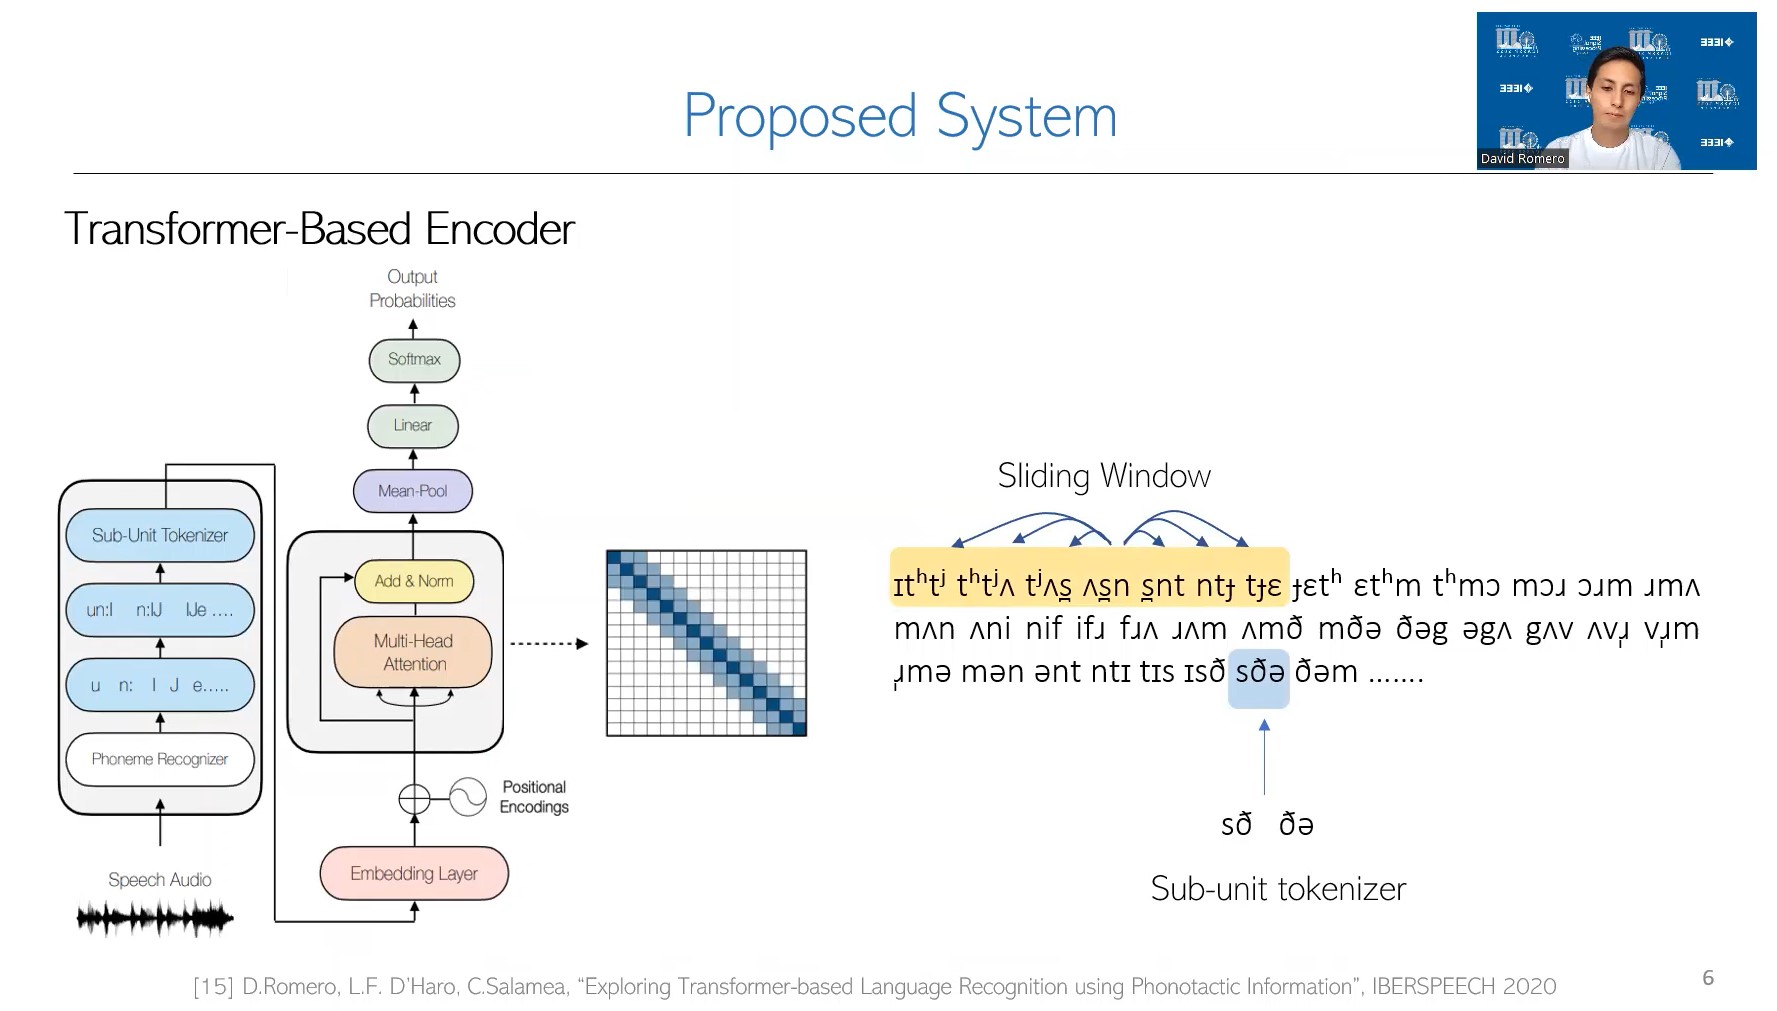 Proposed System
David Romero
Transformer-Based Encoder
Output
Probabilities
Softmax
Linear
Mean-Pool
Add & Norm
Multi-Head
Attention
Positional
Encodings
Embedding Layer
Sub-Unit Tokenizer
un:I n:IJ IJe ....
u n: I J e.....
Phoneme Recognizer
Speech Audio
Sliding Window
ɪtʰtʲ tʰtʲʌ tʲʌs̪ ʌs̪n s̪nt ntɟ tɟɛ ɟɛtʰ ɛtʰm tʰmɔ mɔɹ ɔɹm ɹmʌ
mʌn ʌni nif ifɹ fɹʌ ɹʌm ʌmð mðə ðəg əgʌ gʌv ʌvɹ̩ vɹ̩m
ɹ̩mə mən ənt ntɪ tɪs ɪsð sðə ðəm .......
sð ðə
Sub-unit tokenizer
[15] D.Romero, L.F. D'Haro, C.Salamea, “Exploring Transformer-based Language Recognition using Phonotactic Information”, IBERSPEECH 2020
6